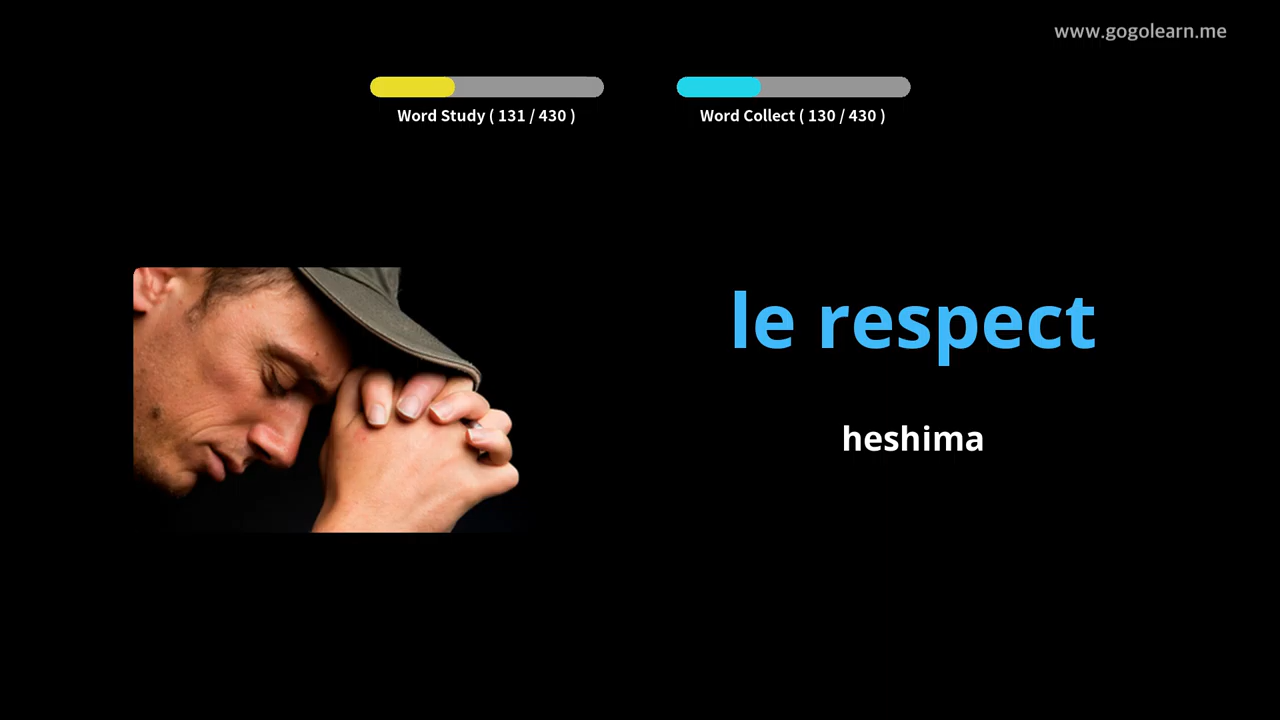 www.gogolearn.me
Word Study ( 131 / 430 )
Word Collect ( 130 / 430 )
le respect
heshima